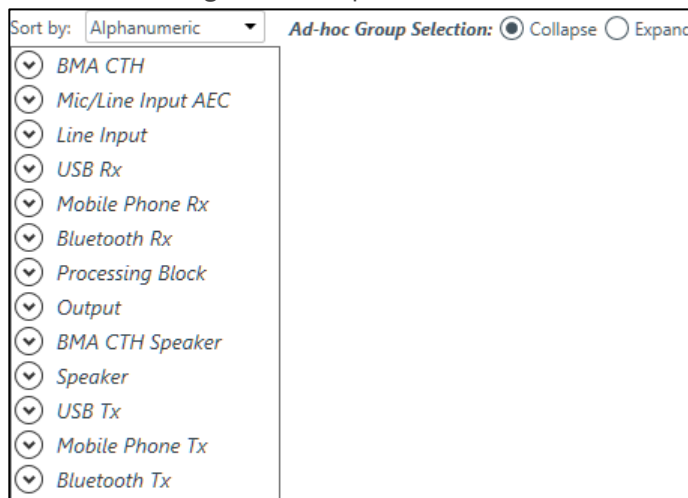 Sort by: Alphanumeric Ad-hoc Group Selection: Collapse Expand
BMA CTH
Mic/Line Input AEC
Line Input
USB Rx
Mobile Phone Rx
Bluetooth Rx
Processing Block
Output
BMA CTH Speaker
Speaker
USB Tx
Mobile Phone Tx
Bluetooth Tx